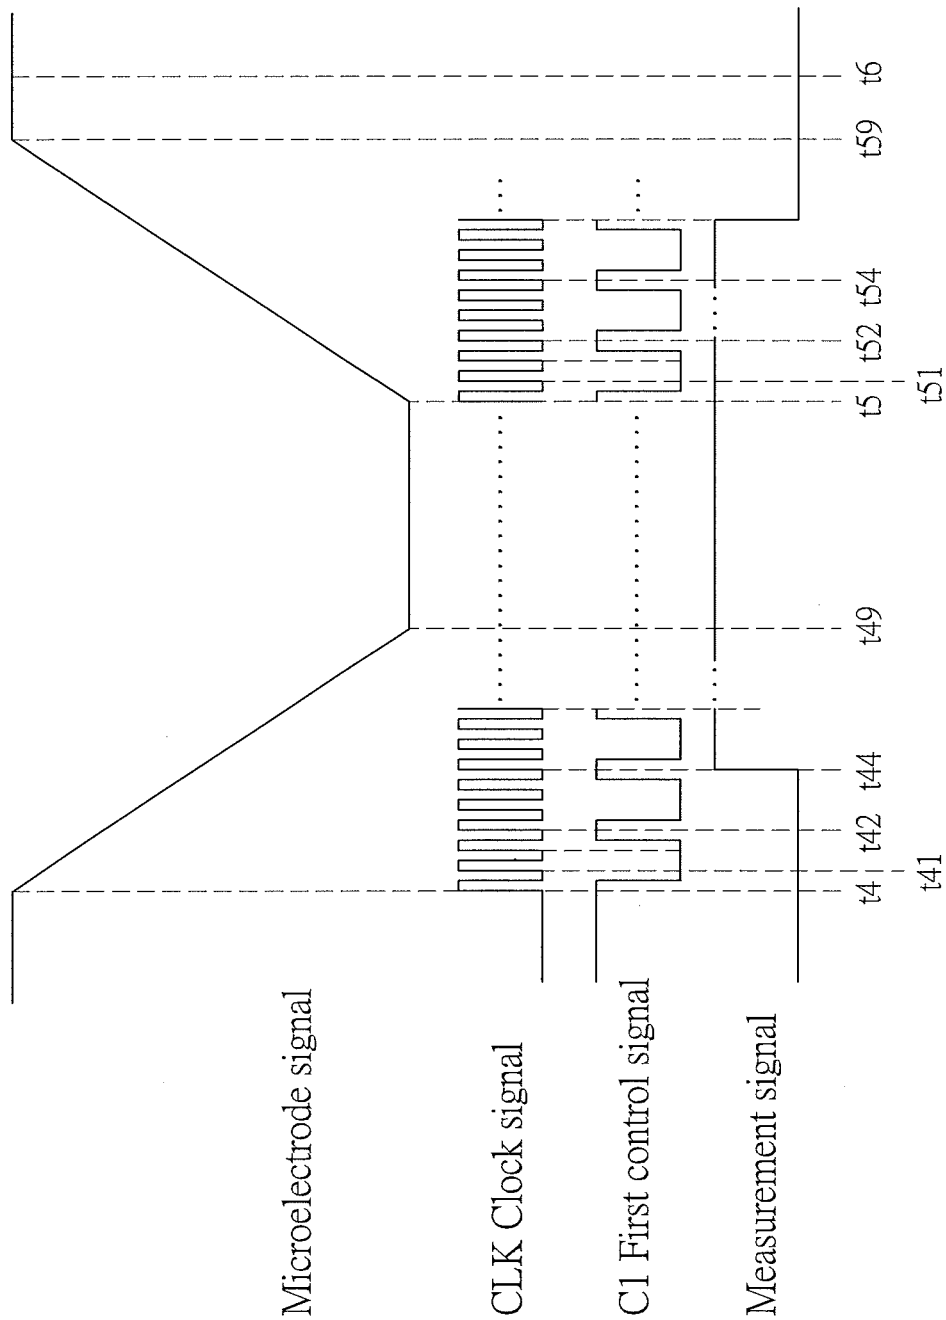 Microelectrode signal
CLK Clock signal
C1 First control signal
Measurement signal
t4
t41
t42
t44
t49
t5
t51
t52
t54
t59
t6